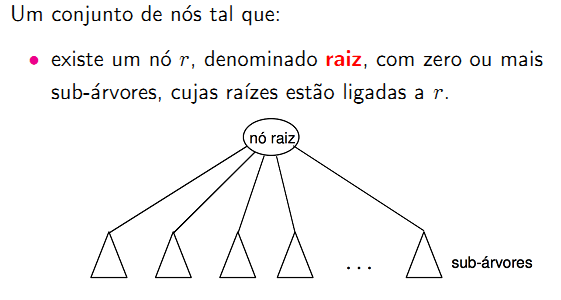 Um conjunto de nós tal que:
• existe um nó r, denominado raiz, com zero ou mais
sub-árvores, cujas raízes estão ligadas a r.
nó raiz
. . .
sub-árvores